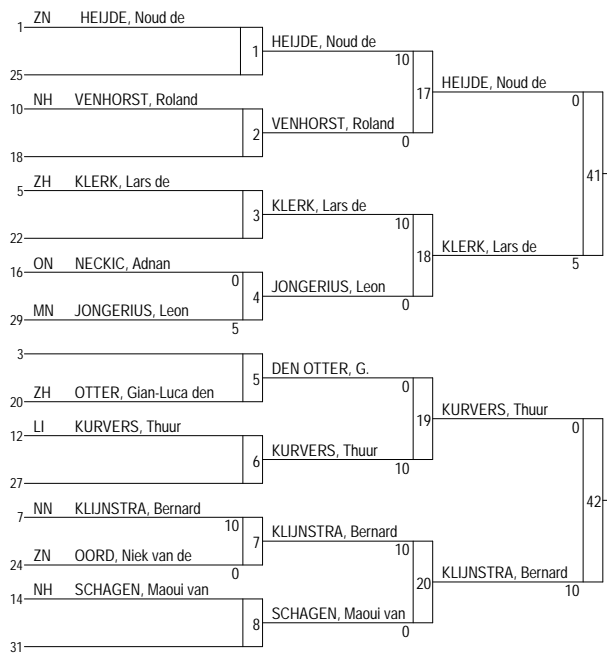 1 ZN HEIJDE, Noud de
1 HEIJDE, Noud de
25
10
HEIJDE, Noud de
17
0
10 NH VENHORST, Roland
2 VENHORST, Roland
18
0
41
5 ZH KLERK, Lars de
3 KLERK, Lars de
22
10
KLERK, Lars de
18
5
16 ON NECKIC, Adnan
0
4 JONGERIUS, Leon
29 MN JONGERIUS, Leon
0
5
3
5 DEN OTTER, G.
20 ZH OTTER, Gian-Luca den
0
KURVERS, Thuur
19
0
12 LI KURVERS, Thuur
6 KURVERS, Thuur
27
10
42
7 NN KLIJNSTRA, Bernard
10
7 KLIJNSTRA, Bernard
24 ZN OORD, Niek van de
10
0
KLIJNSTRA, Bernard
20
10
14 NH SCHAGEN, Maoui van
8 SCHAGEN, Maoui van
31
0